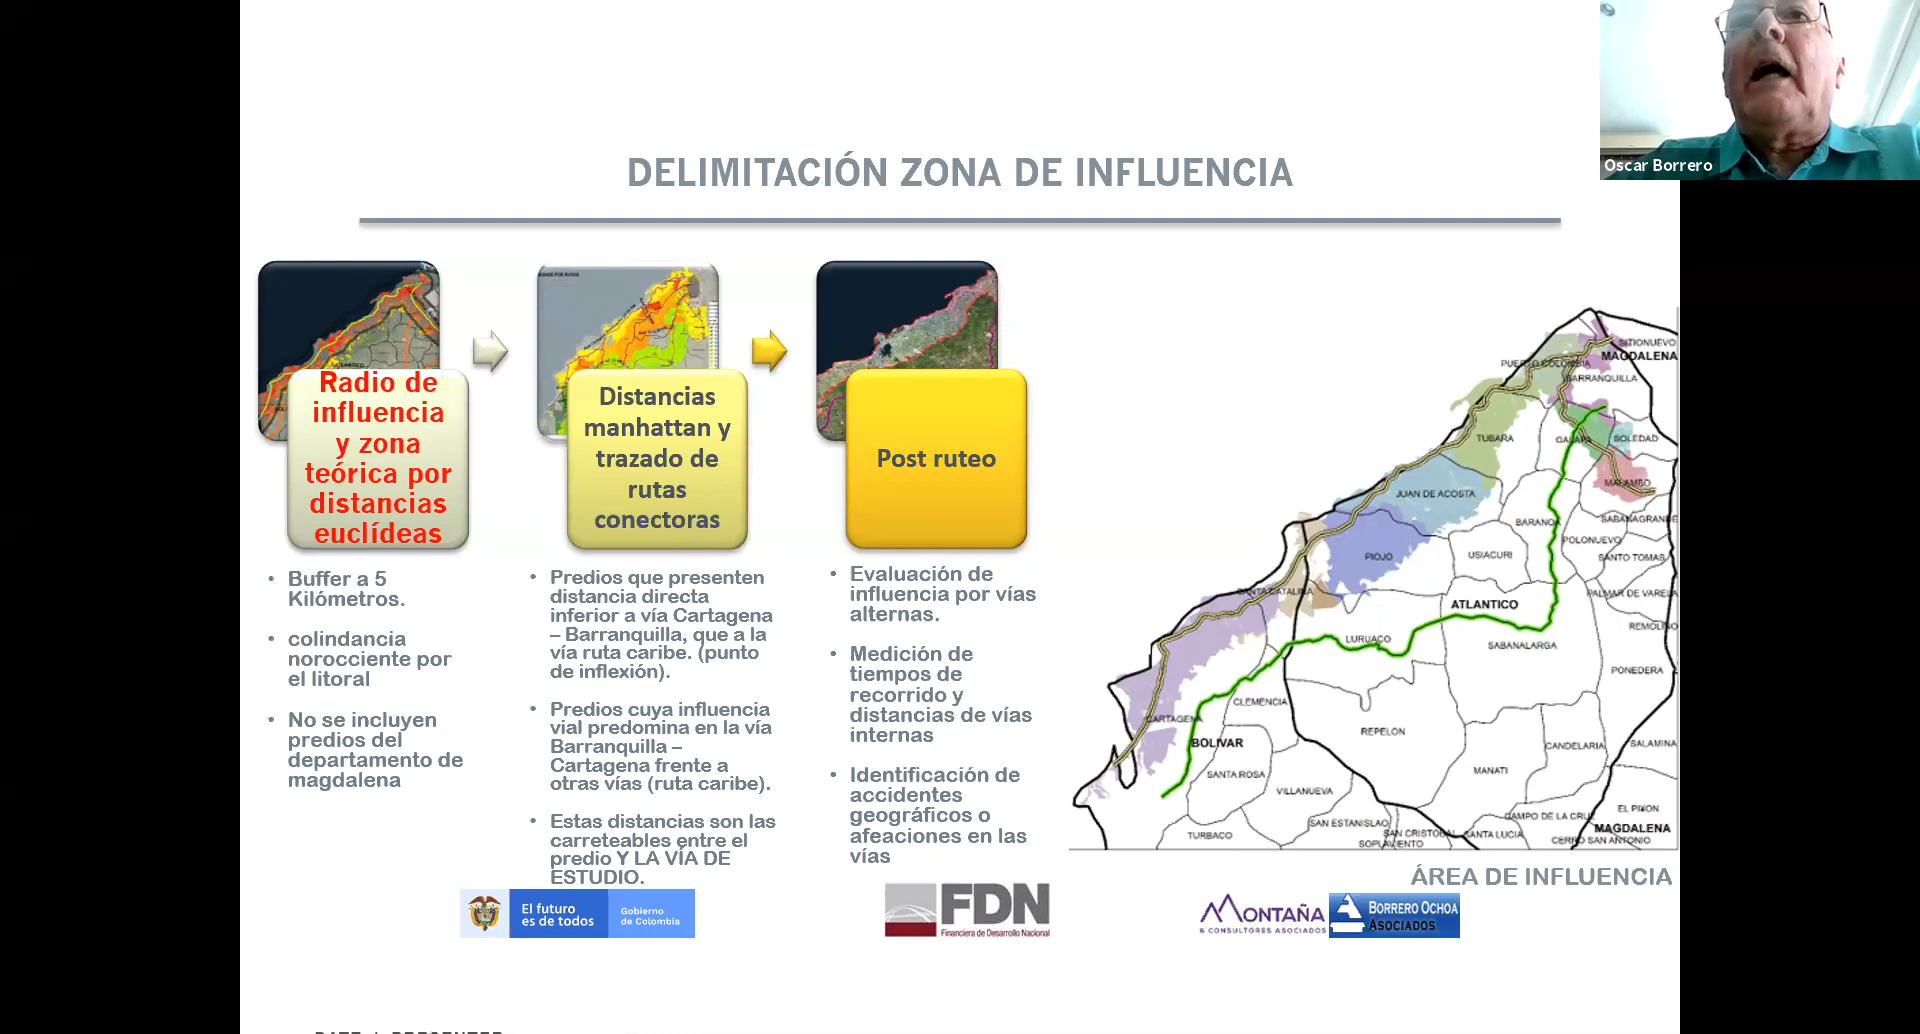 Oscar Borrero
DELIMITACIÓN ZONA DE INFLUENCIA
Radio de
influencia
y zona
teórica por
distancias
euclídeas
• Buffer a 5
Kilómetros.
• colindancia
norocciente por
el litoral
• No se incluyen
predios del
departamento de
magdalena
Distancias
manhattan y
trazado de
rutas
conectoras
• Predios que presenten
distancia directa
inferior a vía Cartagena
– Barranquilla, que a la
vía ruta caribe. (punto
de inflexión).
• Predios cuya influencia
vial predomina en la vía
Barranquilla –
Cartagena frente a
otras vías (ruta caribe).
• Estas distancias son las
carreteables entre el
predio Y LA VÍA DE
ESTUDIO.
Post ruteo
• Evaluación de
influencia por vías
alternas.
• Medición de
tiempos de
recorrido y
distancias de vías
internas
• Identificación de
accidentes
geográficos o
afeaciones en las
vías
SITIONUEVO
MAGDALENA
PUERTO COLOMBIA
BARRANQUILLA
TUBARA
GALAPA
SOLEDAD
MALAMBO
JUAN DE ACOSTA
BARANOA
SABANAGRANDE
POLONUEVO
SANTO TOMAS
USIACURI
PIOJO
SANTA CATALINA
PALMAR DE VARELA
ATLANTICO
REMOLINO
LURUACO
SABANALARGA
PONEDERA
CLEMENCIA
CARTAGENA
REPELON
BOLIVAR
CANDELARIA
SALAMINA
SANTA ROSA
MANATI
VILLANUEVA
EL PIÑON
SAN ESTANISLAO
CAMPO DE LA CRUZ
MAGDALENA
TURBACO
SAN CRISTOBAL
SANTA LUCIA
SOPLAVIENTO
CERRO SAN ANTONIO
ÁREA DE INFLUENCIA
El futuro
es de todos
Gobierno
de Colombia
FDN
Financiera de Desarrollo Nacional
MONTAÑA
& CONSULTORES ASOCIADOS
BORRERO OCHOA
ASOCIADOS